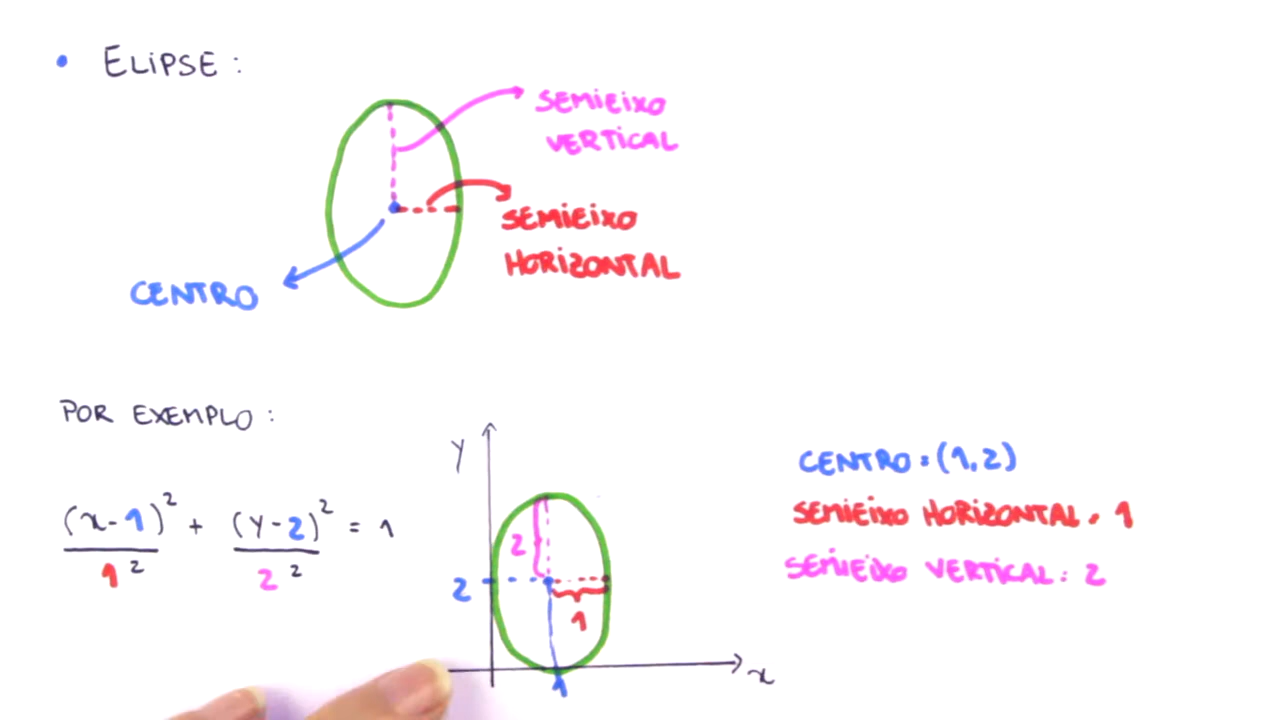 • ELIPSE:
SEMIEIXO
VERTICAL
SEMIEIXO
HORIZONTAL
CENTRO
POR EXEMPLO:
(x-1)² + (y-2)² = 1
1² 2²
y
2
2
1
1
x
CENTRO: (1,2)
SEMIEIXO HORIZONTAL: 1
SEMIEIXO VERTICAL: 2